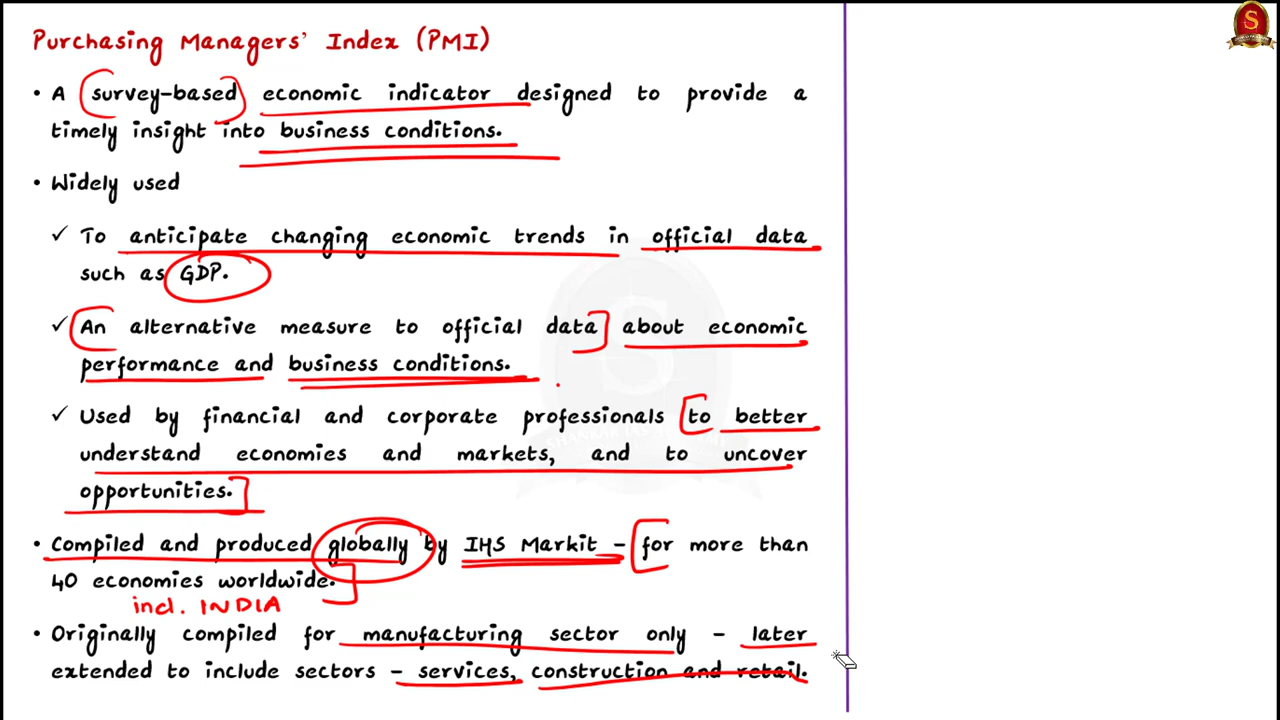 Purchasing Managers' Index (PMI)
• A survey-based economic indicator designed to provide a
timely insight into business conditions.
• Widely used
✓ To anticipate changing economic trends in official data
such as GDP.
✓ An alternative measure to official data about economic
performance and business conditions.
✓ Used by financial and corporate professionals to better
understand economies and markets, and to uncover
opportunities.
• Compiled and produced globally by IHS Markit - for more than
40 economies worldwide.
incl. INDIA
• Originally compiled for manufacturing sector only - later
extended to include sectors - services, construction and retail.
S